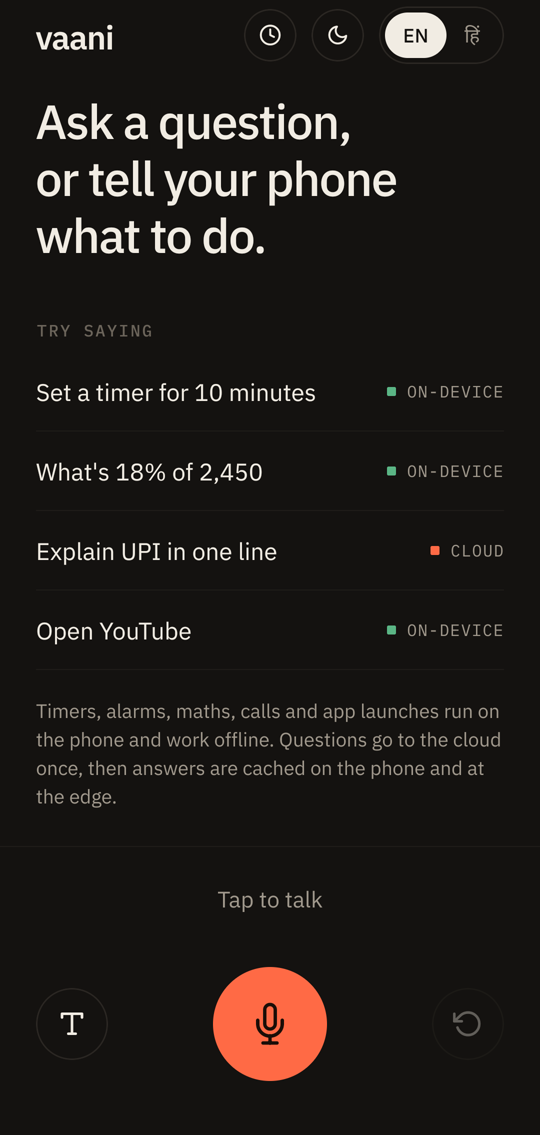 vaani
EN
हिं
Ask a question,
or tell your phone
what to do.
TRY SAYING
Set a timer for 10 minutes
ON-DEVICE
What's 18% of 2,450
ON-DEVICE
Explain UPI in one line
CLOUD
Open YouTube
ON-DEVICE
Timers, alarms, maths, calls and app launches run on
the phone and work offline. Questions go to the cloud
once, then answers are cached on the phone and at
the edge.
Tap to talk
T